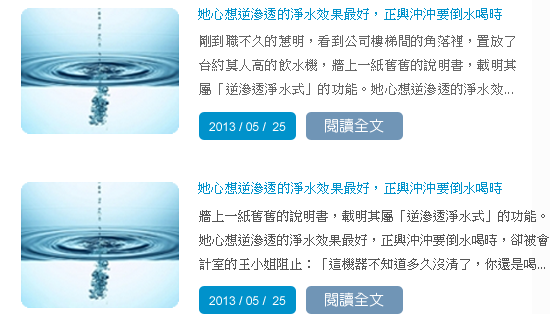 她心想逆滲透的淨水效果最好，正興沖沖要倒水喝時
剛到職不久的蔥明，看到公司樓梯間的角落裡，置放了
台約莫人高的飲水機，牆上一紙舊舊的說明書，載明其
屬「逆滲透淨水式」的功能。她心想逆滲透的淨水效...
2013 / 05 / 25 閱讀全文
她心想逆滲透的淨水效果最好，正興沖沖要倒水喝時
牆上一紙舊舊的說明書，載明其屬「逆滲透淨水式」的功能。
她心想逆滲透的淨水效果最好，正興沖沖要倒水喝時，卻被會
計室的王小姐阻止：「這機器不知道多久沒清了，你還是喝...
2013 / 05 / 25 閱讀全文